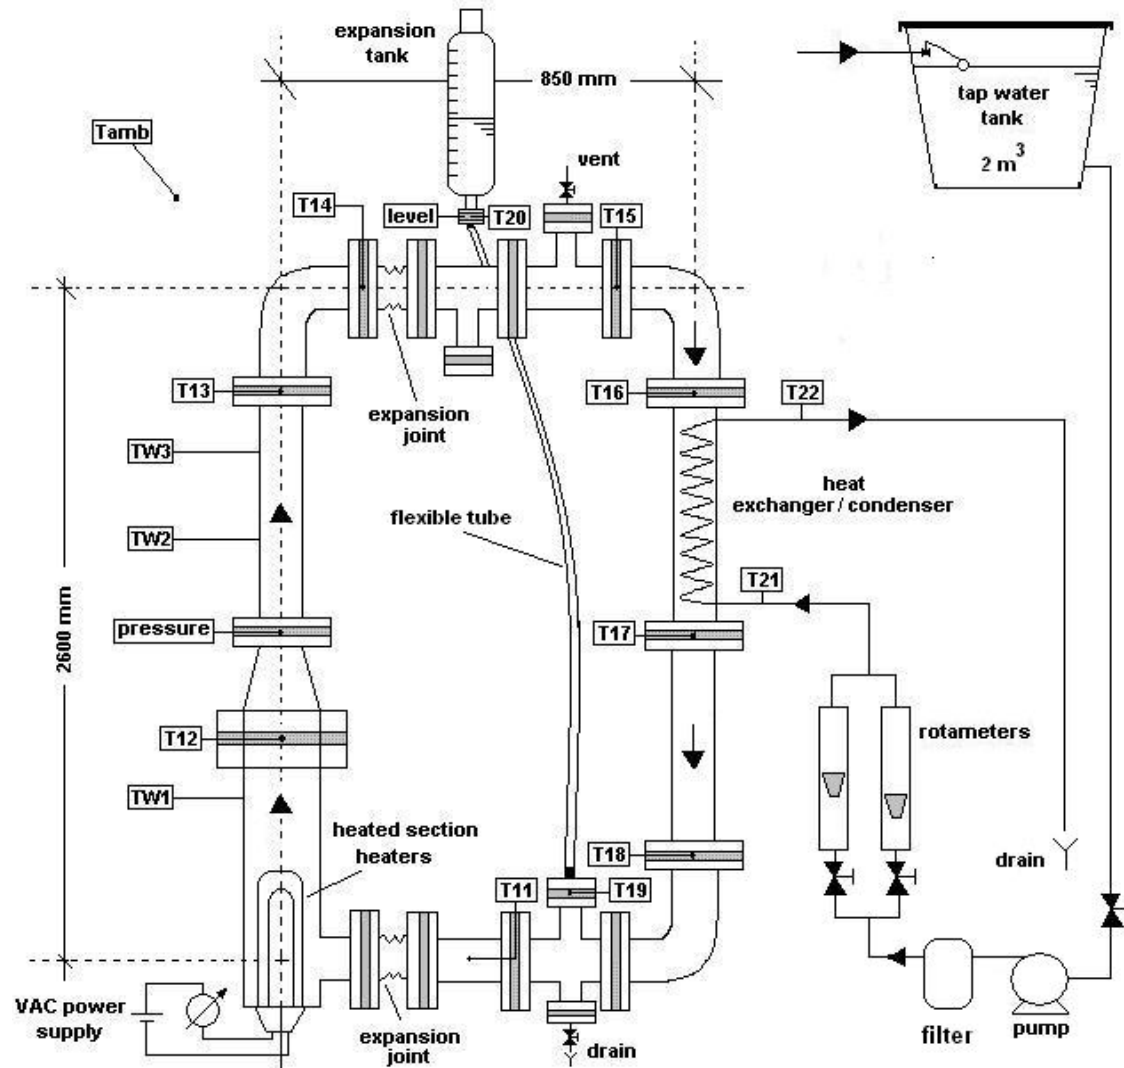 expansion
tank
850 mm
tap water
tank
2 m³
Tamb
vent
T14
level
T20
T15
T13
T16
T22
expansion
joint
TW3
heat
exchanger / condenser
flexible tube
TW2
T21
pressure
T17
2600 mm
T12
rotameters
TW1
heated section
heaters
T18
drain
T11
T19
VAC power
supply
expansion
joint
drain
filter
pump